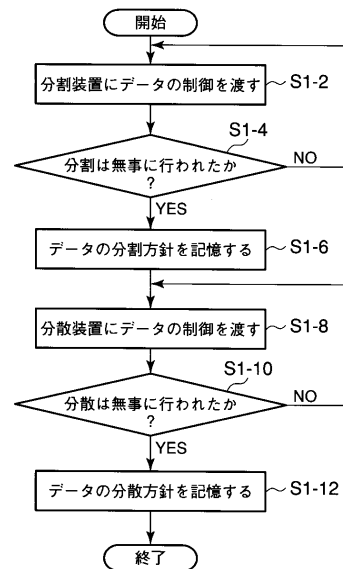 開始
分割装置にデータの制御を渡す
S1-2
S1-4
分割は無事に行われたか
?
NO
YES
データの分割方針を記憶する
S1-6
分散装置にデータの制御を渡す
S1-8
S1-10
分散は無事に行われたか
?
NO
YES
データの分散方針を記憶する
S1-12
終了